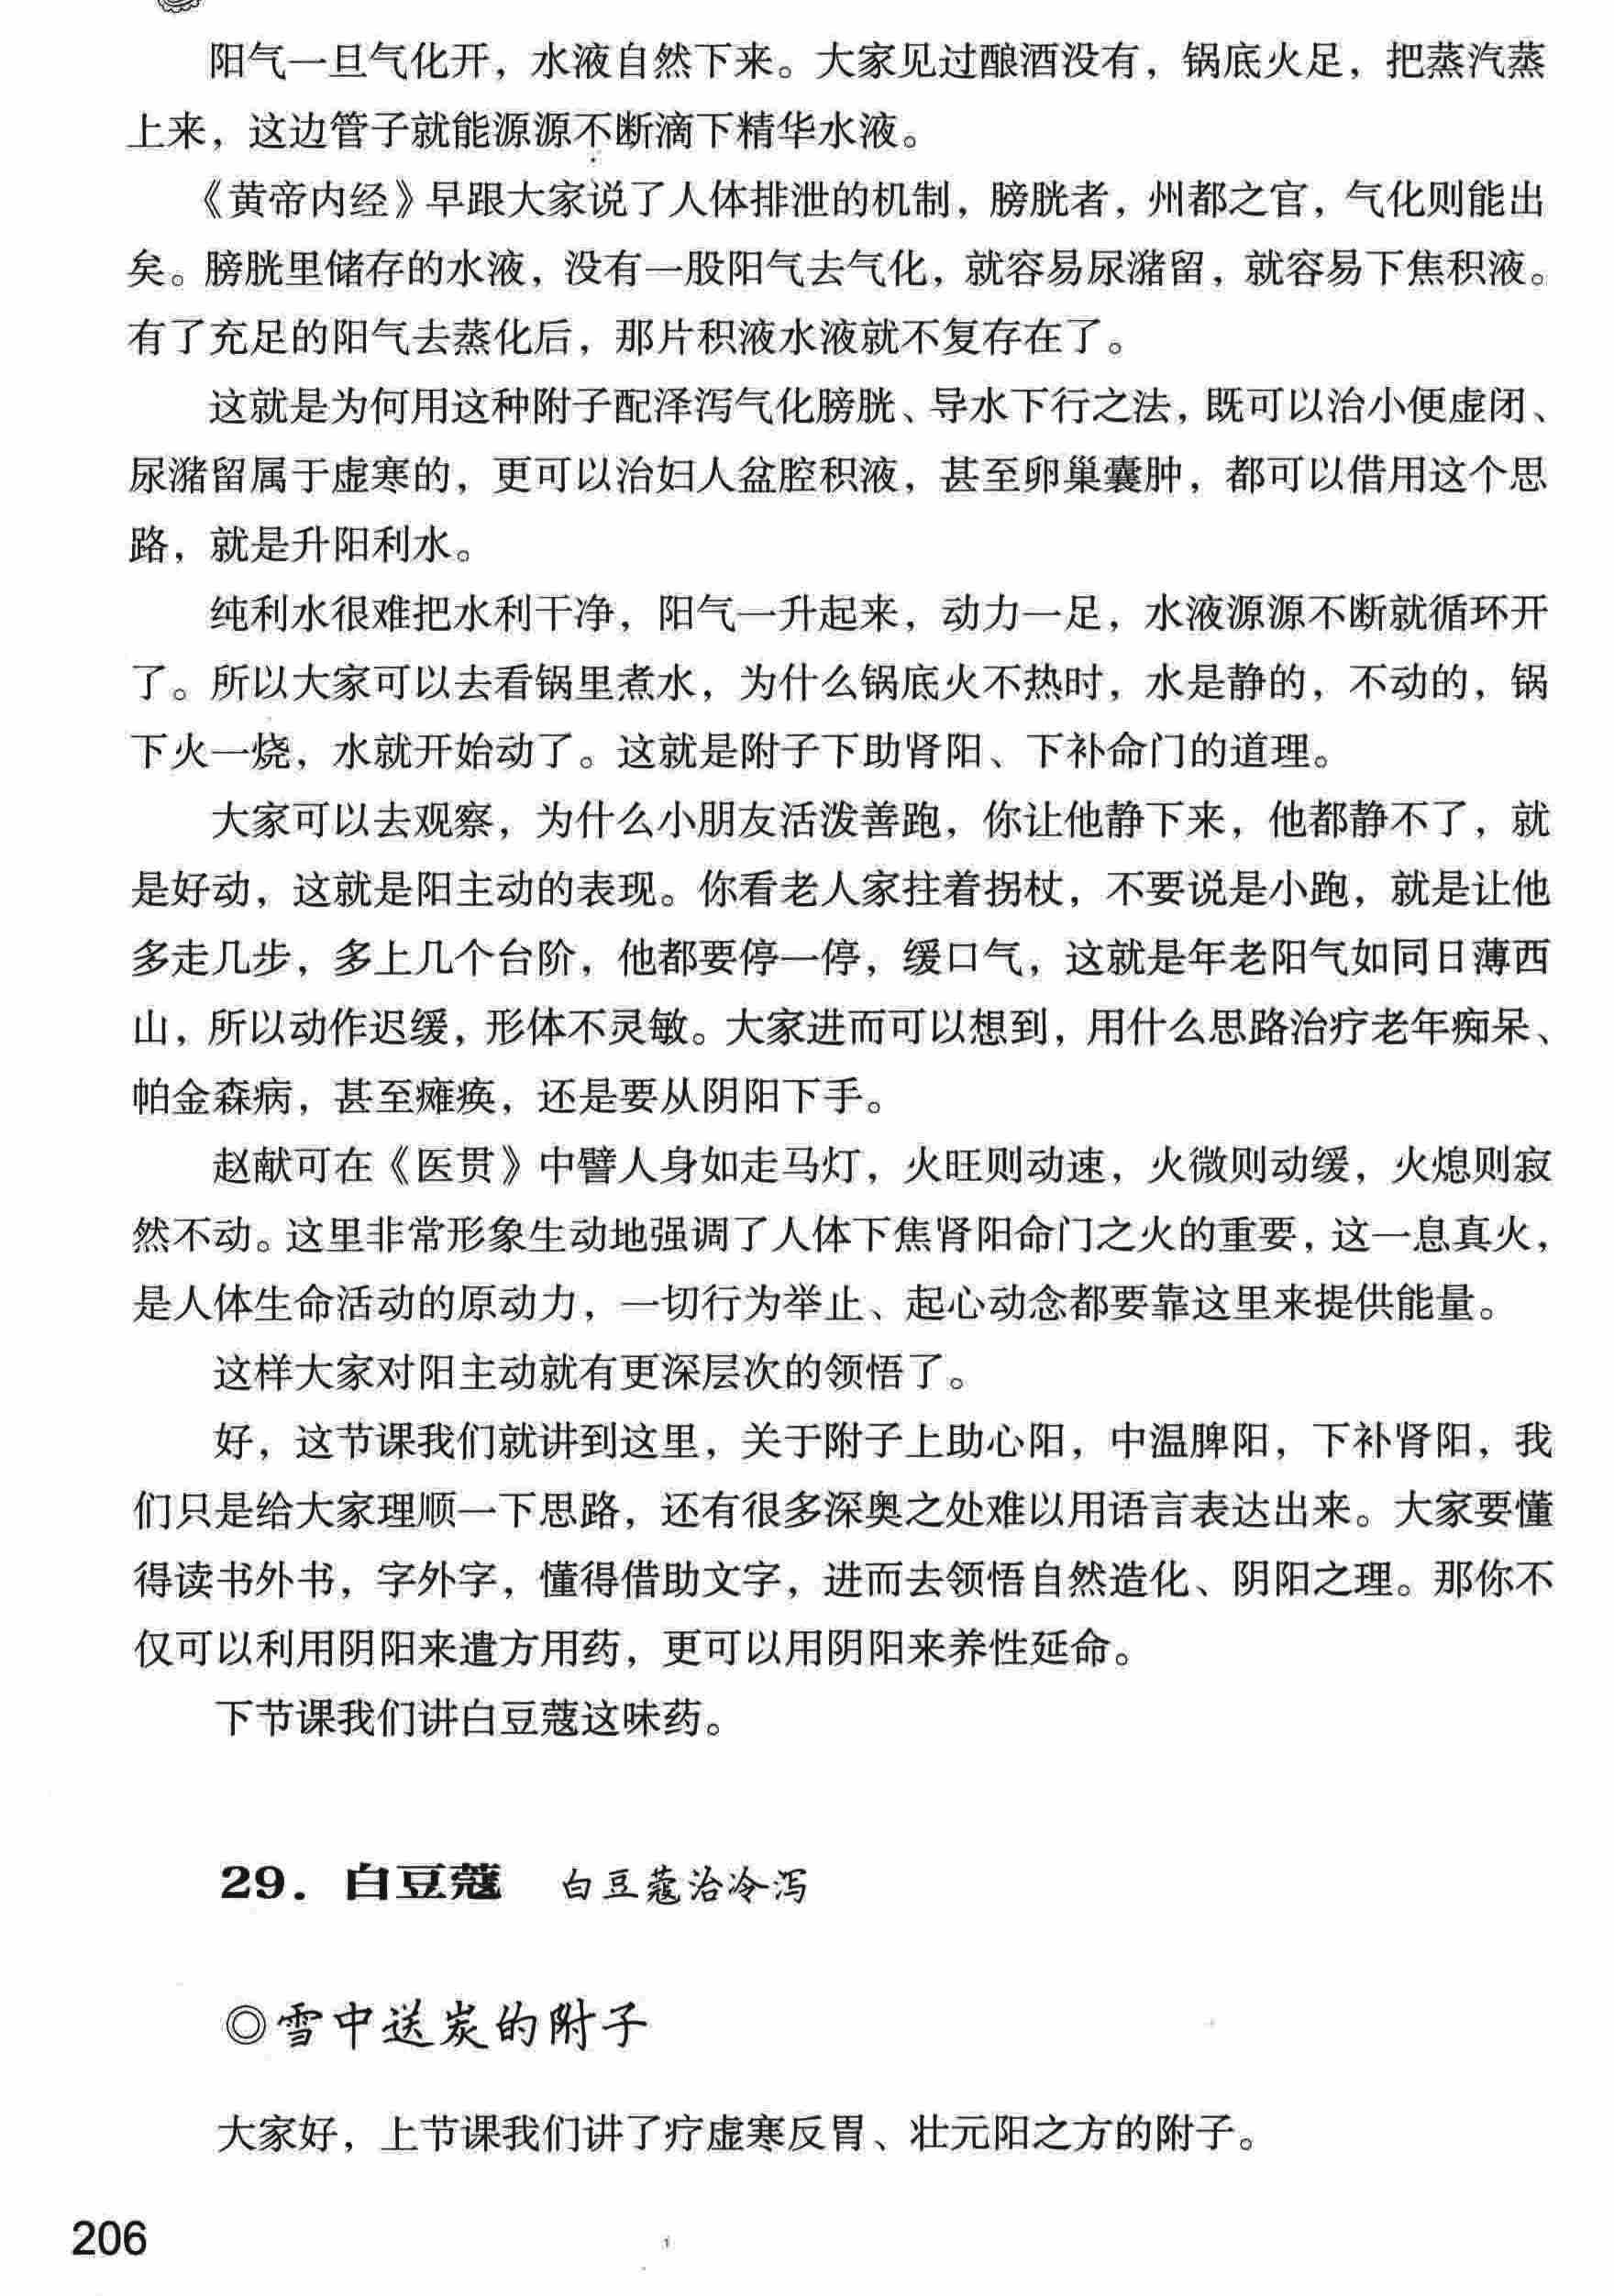 阳气一旦气化开，水液自然下来。大家见过酿酒没有，锅底火足，把蒸汽蒸
上来，这边管子就能源源不断滴下精华水液。
《黄帝内经》早跟大家说了人体排泄的机制，膀胱者，州都之官，气化则能出
矣。膀胱里储存的水液，没有一股阳气去气化，就容易尿潴留，就容易下焦积液。
有了充足的阳气去蒸化后，那片积液水液就不复存在了。
这就是为何用这种附子配泽泻气化膀胱、导水下行之法，既可以治小便虚闭、
尿潴留属于虚寒的，更可以治妇人盆腔积液，甚至卵巢囊肿，都可以借用这个思
路，就是升阳利水。
纯利水很难把水利干净，阳气一升起来，动力一足，水液源源不断就循环开
了。所以大家可以去看锅里煮水，为什么锅底火不热时，水是静的，不动的，锅
下火一烧，水就开始动了。这就是附子下助肾阳、下补命门的道理。
大家可以去观察，为什么小朋友活泼善跑，你让他静下来，他都静不了，就
是好动，这就是阳主动的表现。你看老人家拄着拐杖，不要说是小跑，就是让他
多走几步，多上几个台阶，他都要停一停，缓口气，这就是年老阳气如同日薄西
山，所以动作迟缓，形体不灵敏。大家进而可以想到，用什么思路治疗老年痴呆、
帕金森病，甚至瘫痪，还是要从阴阳下手。
赵献可在《医贯》中譬人身如走马灯，火旺则动速，火微则动缓，火熄则寂
然不动。这里非常形象生动地强调了人体下焦肾阳命门之火的重要，这一息真火，
是人体生命活动的原动力，一切行为举止、起心动念都要靠这里来提供能量。
这样大家对阳主动就有更深层次的领悟了。
好，这节课我们就讲到这里，关于附子上助心阳，中温脾阳，下补肾阳，我
们只是给大家理顺一下思路，还有很多深奥之处难以用语言表达出来。大家要懂
得读书外书，字外字，懂得借助文字，进而去领悟自然造化、阴阳之理。那你不
仅可以利用阴阳来遣方用药，更可以用阴阳来养性延命。
下节课我们讲白豆蔻这味药。
29．白豆蔻 白豆蔻治冷泻
◎雪中送炭的附子
大家好，上节课我们讲了疗虚寒反胃、壮元阳之方的附子。
206